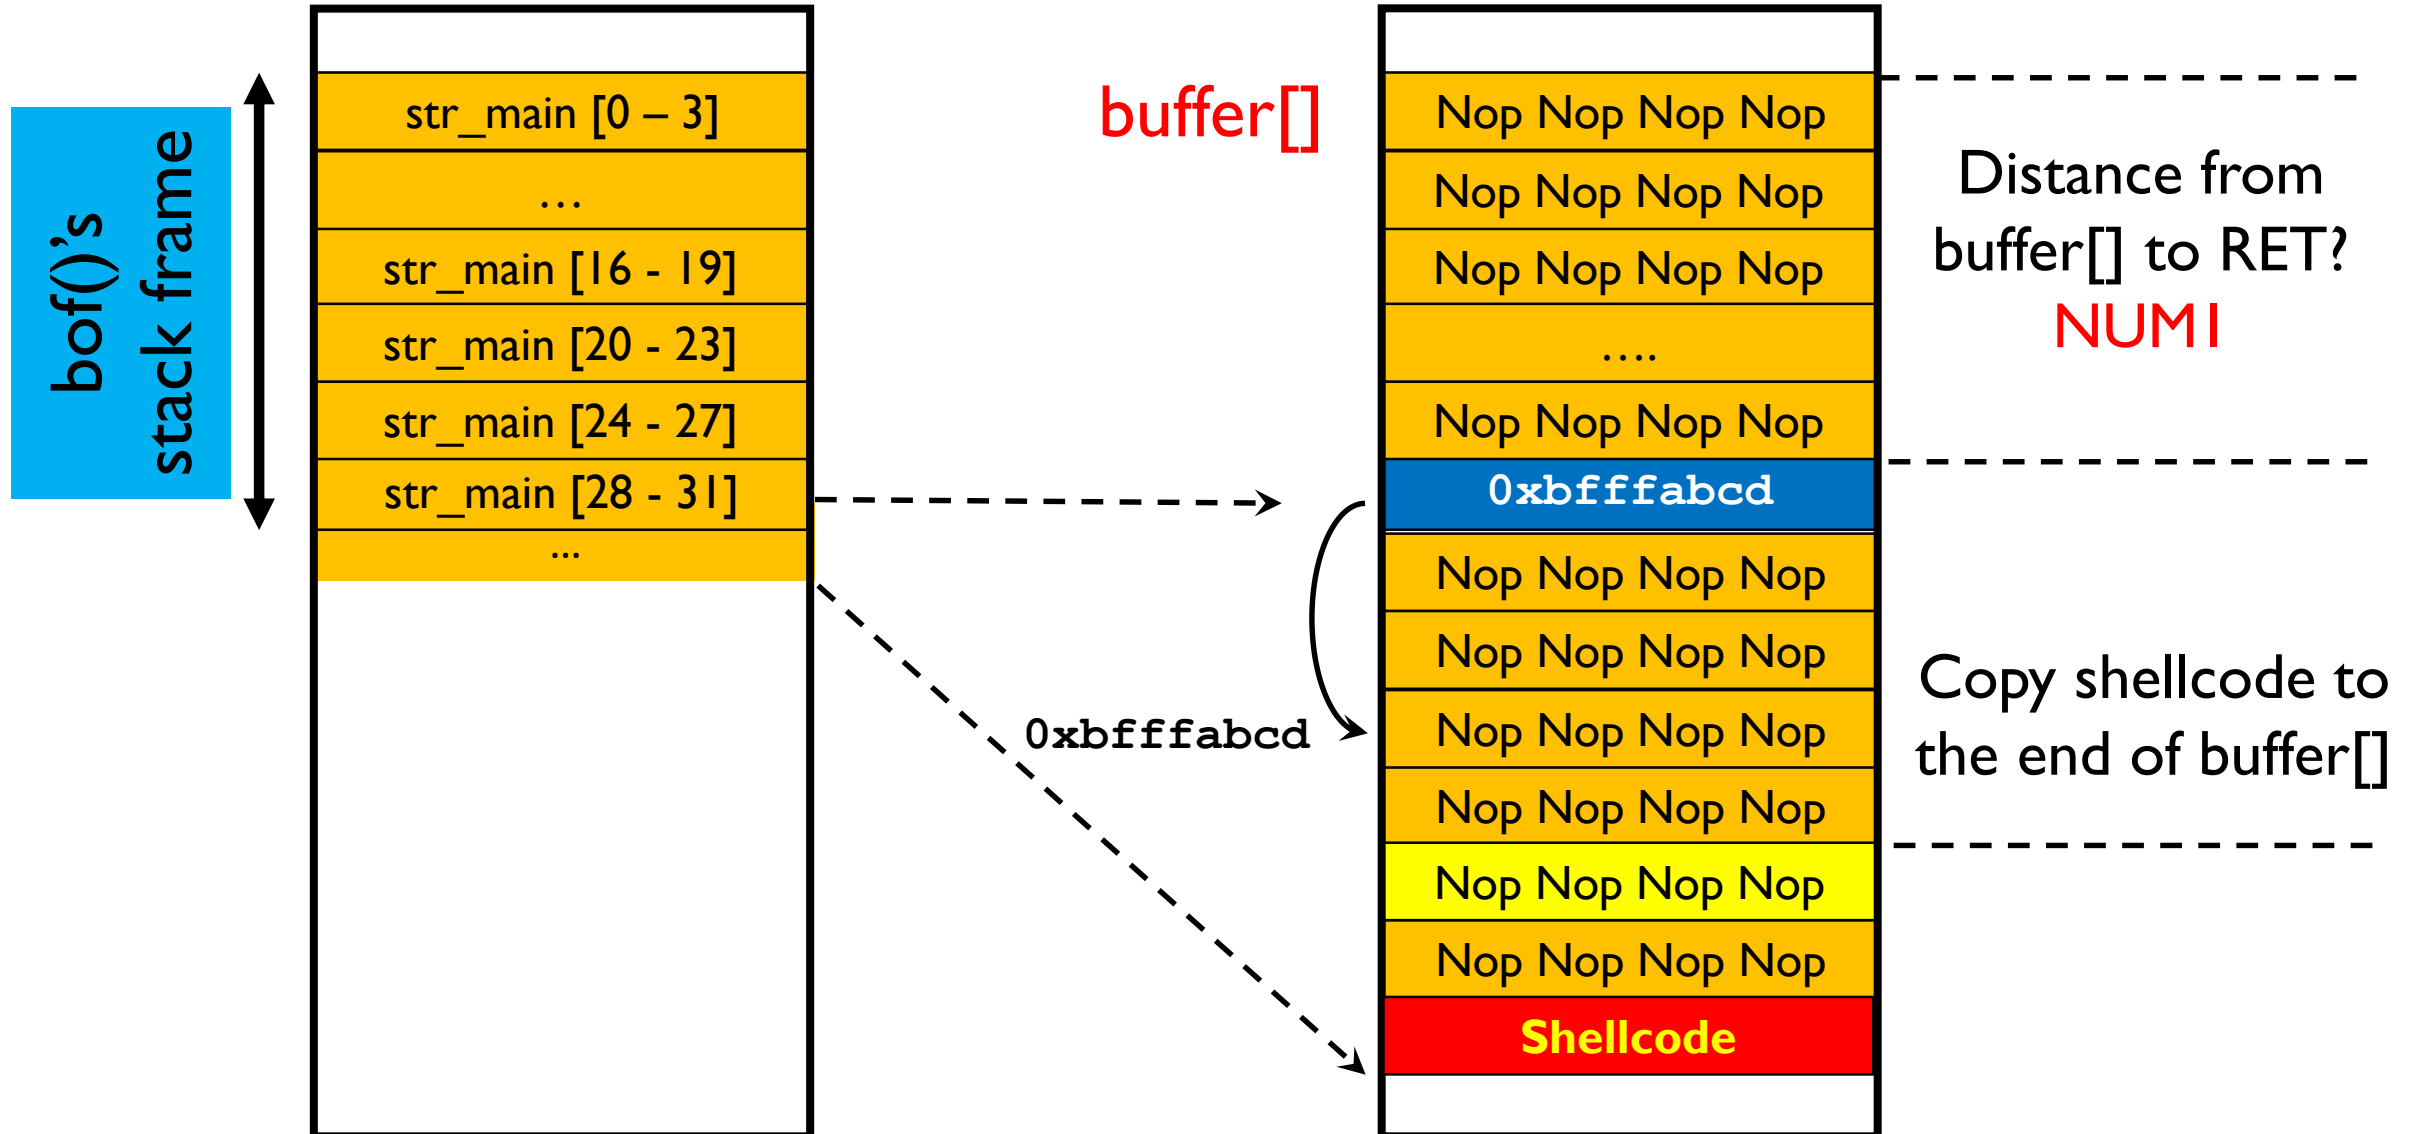 bof()’s
stack frame
str_main [0 – 3]
…
str_main [16 - 19]
str_main [20 - 23]
str_main [24 - 27]
str_main [28 - 31]
...
buffer[]
0xbfffabcd
Nop Nop Nop Nop
Nop Nop Nop Nop
Nop Nop Nop Nop
….
Nop Nop Nop Nop
0xbfffabcd
Nop Nop Nop Nop
Nop Nop Nop Nop
Nop Nop Nop Nop
Nop Nop Nop Nop
Nop Nop Nop Nop
Nop Nop Nop Nop
Shellcode
Distance from
buffer[] to RET?
NUM1
Copy shellcode to
the end of buffer[]